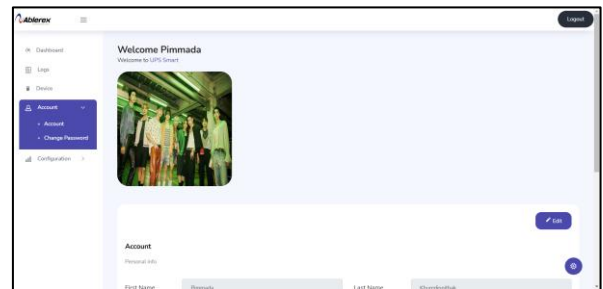 Ablerex
Logout
Dashboard
Logs
Device
Account
Account
Change Password
Configuration
Welcome Pimmada
Welcome to UPS Smart
Edit
Account
Personal info
First Name
Pimmada
Last Name